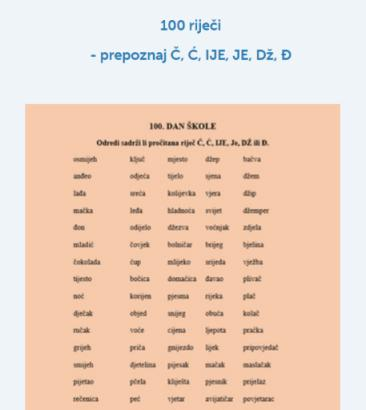 100 riječi
- prepoznaj Č, Ć, IJE, JE, Dž, Đ
100. DAN ŠKOLE
Odredi sadrži li pročitana riječ Č, Ć, IJE, Je, DŽ ili Đ.
osmijeh ključ mjesto džep bačva
anđeo odjeća tijelo sjena džem
lađa sreća kolijevka vjera džip
mačka leđa hladnoća svijet džemper
đon odijelo džezva voćnjak zdjela
mladić čovjek bolničar brijeg bjelina
čokolada ćup mlijeko srijeda vježba
tijesto bočica domaćica đavao plivač
noć korijen pjesma rijeka plač
dječak objed snijeg obuća kolač
ručak voće cijena ljepota pračka
grijeh priča gnijezdo lijek pripovjedač
smijeh djetelina pijesak mačak maslačak
pijetao pčela kliješta pjesnik prijelaz
rečenica peć vjetar avijatičar povjetarac